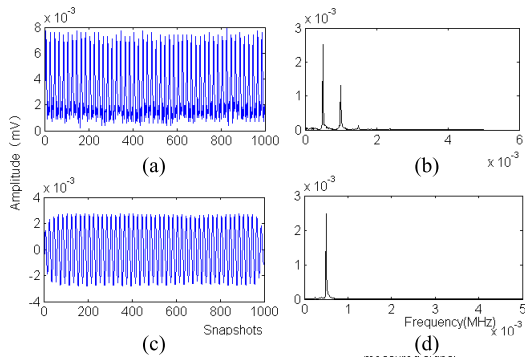 x 10⁻³
8
6
4
2
0
0 200 400 600 800 1000
(a)
x 10⁻³
3
2
1
0
0 2 4 6
x 10⁻³
(b)
Amplitude (mV)
x 10⁻³
4
2
0
-2
-4
0 200 400 600 800 1000
Snapshots
(c)
x 10⁻³
3
2
1
0
0 1 2 3 4 5
Frequency(MHz) x 10⁻³
(d)